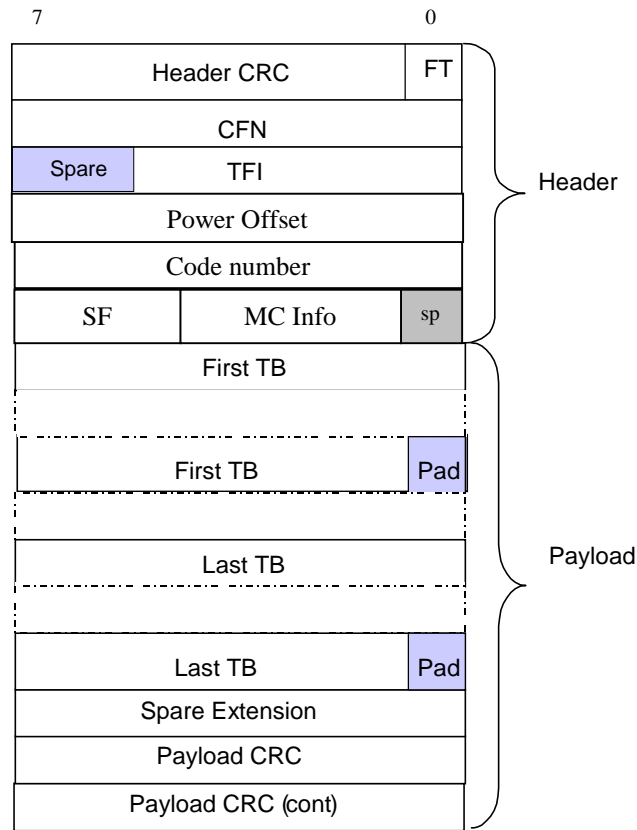 7 0
Header CRC FT
CFN
Spare TFI
Header
Power Offset
Code number
SF MC Info sp
First TB
First TB Pad
Last TB
Payload
Last TB Pad
Spare Extension
Payload CRC
Payload CRC (cont)